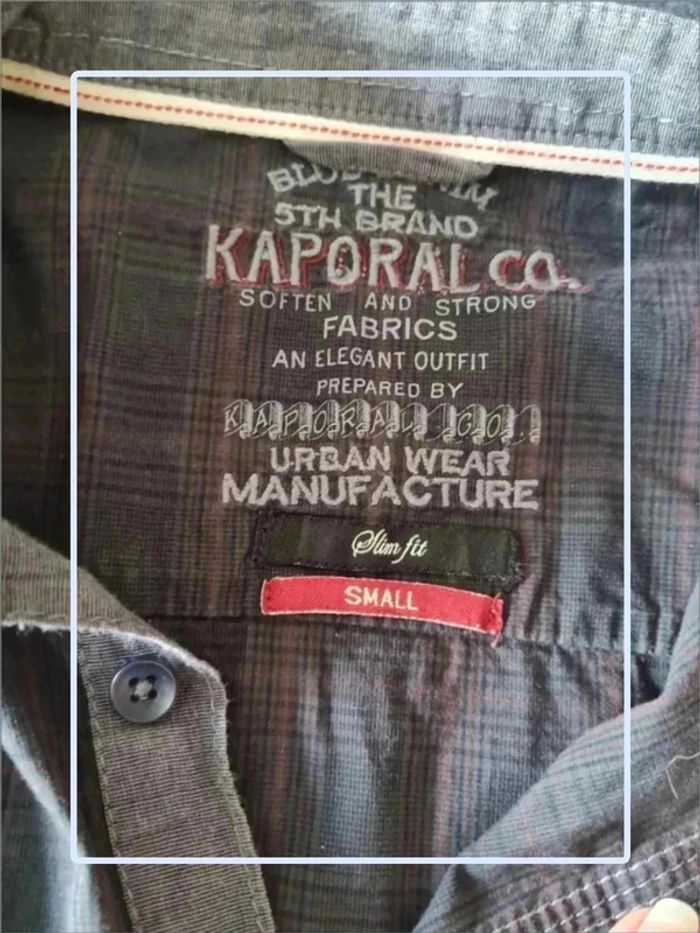 THE
5TH BRAND
KAPORAL CO.
SOFTEN AND STRONG
FABRICS
AN ELEGANT OUTFIT
PREPARED BY
KAPORAL CO.
URBAN WEAR
MANUFACTURE
Slim fit
SMALL